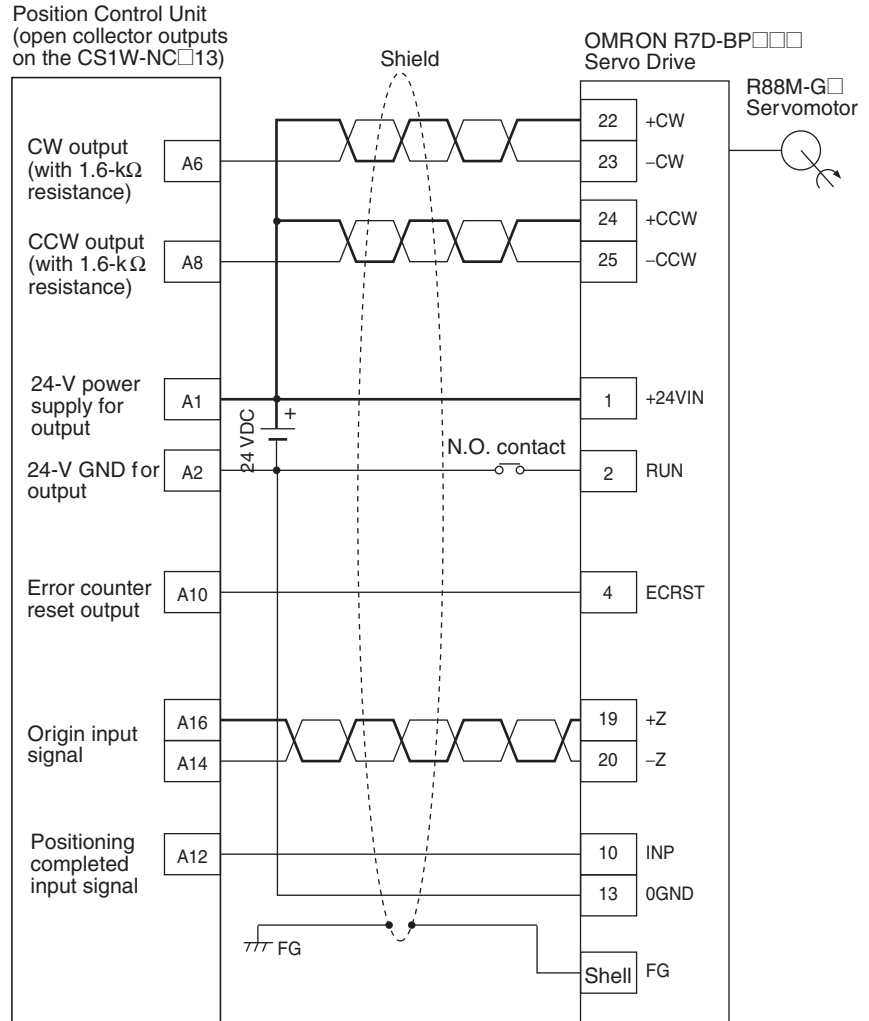 Position Control Unit
(open collector outputs
on the CS1W-NC□13)
Shield
OMRON R7D-BP□□□
Servo Drive
R88M-G□
Servomotor
CW output
(with 1.6-kΩ
resistance)
A6
22
+CW
23
−CW
CCW output
(with 1.6-kΩ
resistance)
A8
24
+CCW
25
−CCW
24-V power
supply for
output
A1
24 VDC
+
1
+24VIN
24-V GND for
output
A2
N.O. contact
2
RUN
Error counter
reset output
A10
4
ECRST
Origin input
signal
A16
A14
19
+Z
20
−Z
Positioning
completed
input signal
A12
10
INP
13
0GND
FG
Shell
FG